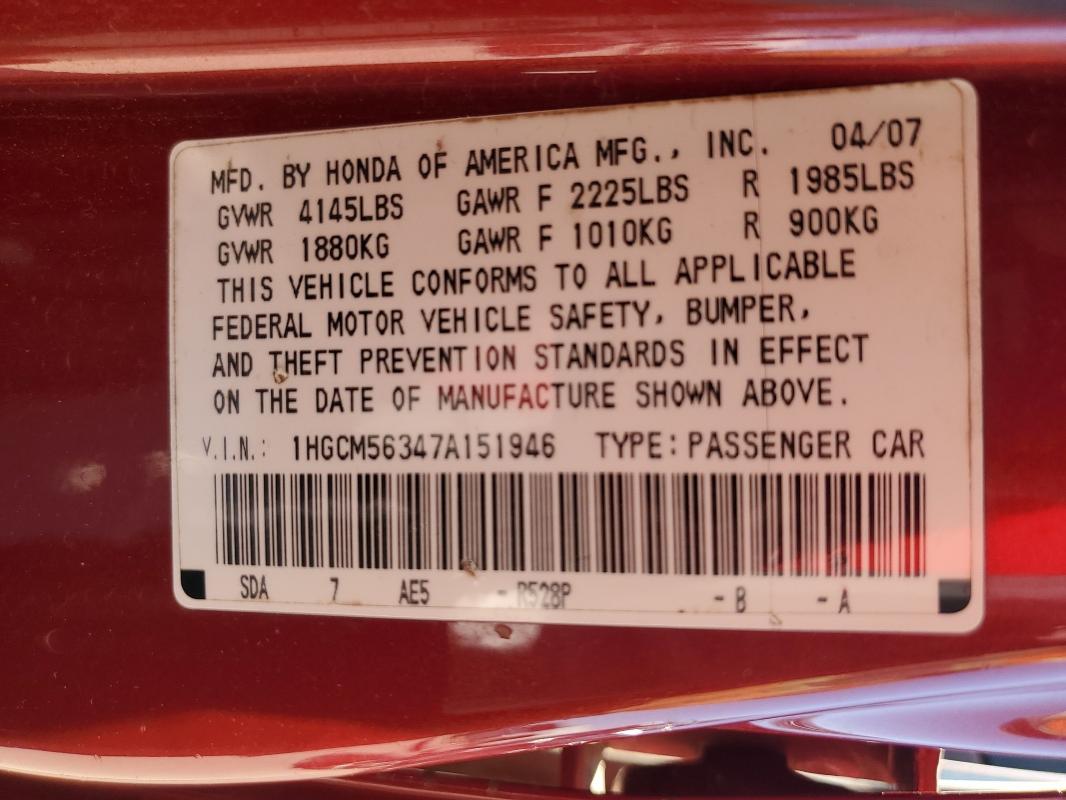 MFD. BY HONDA OF AMERICA MFG., INC. 04/07
GVWR 4145LBS GAWR F 2225LBS R 1985LBS
GVWR 1880KG GAWR F 1010KG R 900KG
THIS VEHICLE CONFORMS TO ALL APPLICABLE
FEDERAL MOTOR VEHICLE SAFETY, BUMPER,
AND THEFT PREVENTION STANDARDS IN EFFECT
ON THE DATE OF MANUFACTURE SHOWN ABOVE.
V.I.N.: 1HGCM56347A151946 TYPE: PASSENGER CAR
SDA 7 AE5 - R528P - B - A